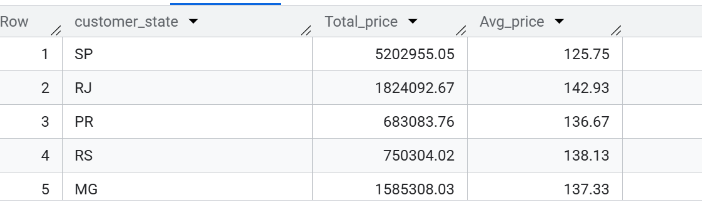 Row customer_state Total_price Avg_price
1 SP 5202955.05 125.75
2 RJ 1824092.67 142.93
3 PR 683083.76 136.67
4 RS 750304.02 138.13
5 MG 1585308.03 137.33